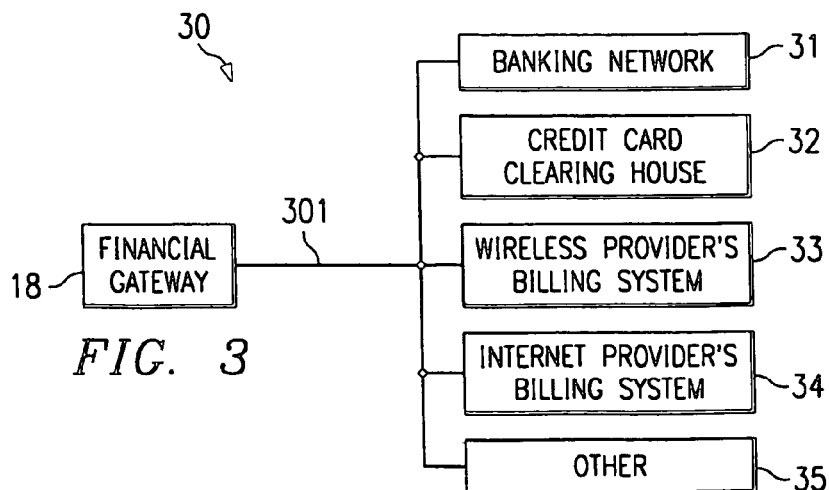 30
BANKING NETWORK
31
CREDIT CARD
CLEARING HOUSE
32
301
FINANCIAL
GATEWAY
18
WIRELESS PROVIDER'S
BILLING SYSTEM
33
FIG. 3
INTERNET PROVIDER'S
BILLING SYSTEM
34
OTHER
35